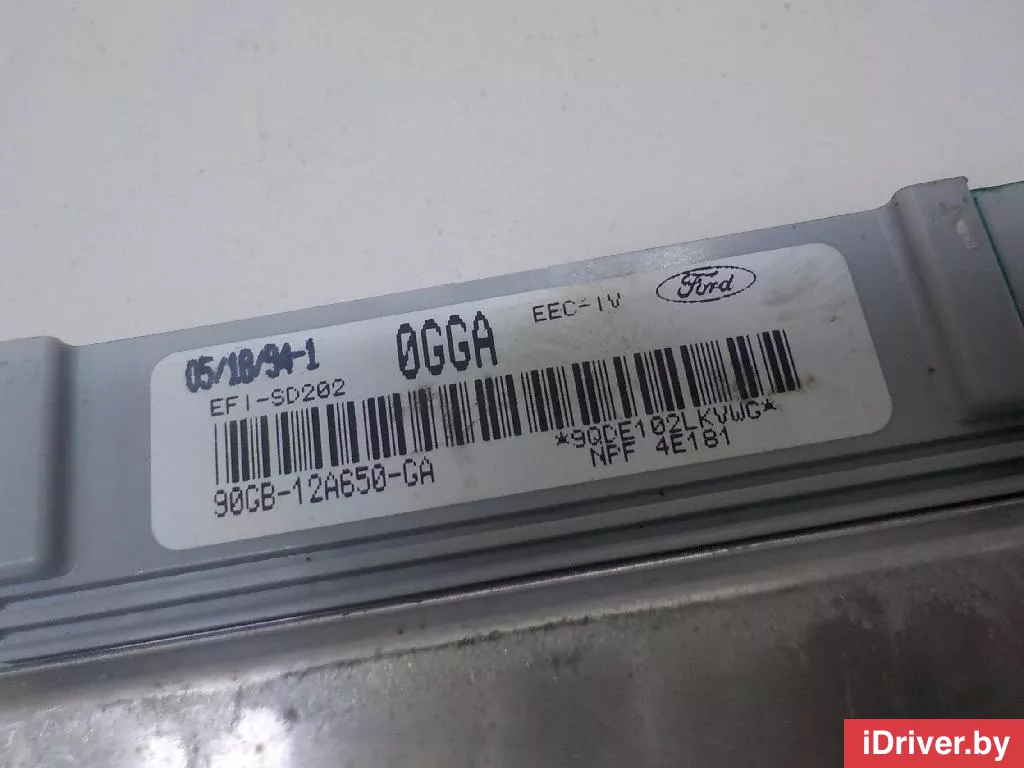 05/18/94-1 0GGA EEC-IV Ford
EFI-SD202
*9QDE102LKVWG*
90GB-12A650-GA NPF 4E181
iDriver.by